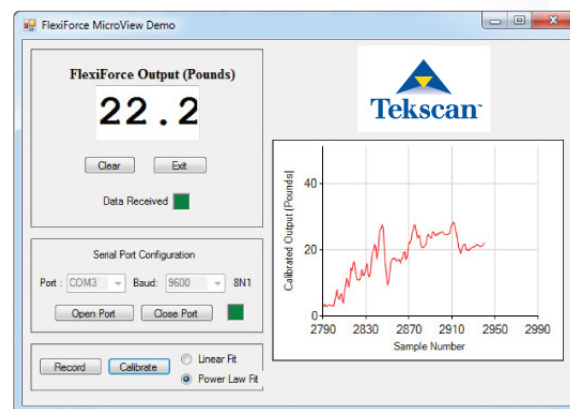 FlexiForce MicroView Demo
FlexiForce Output (Pounds)
22.2
Clear
Exit
Data Received
Serial Port Configuration
Port : COM3 Baud: 9600 8N1
Open Port
Close Port
Record
Calibrate
Linear Fit
Power Law Fit
Tekscan™
Calibrated Output (Pounds)
40
20
0
2790 2830 2870 2910 2950 2990
Sample Number